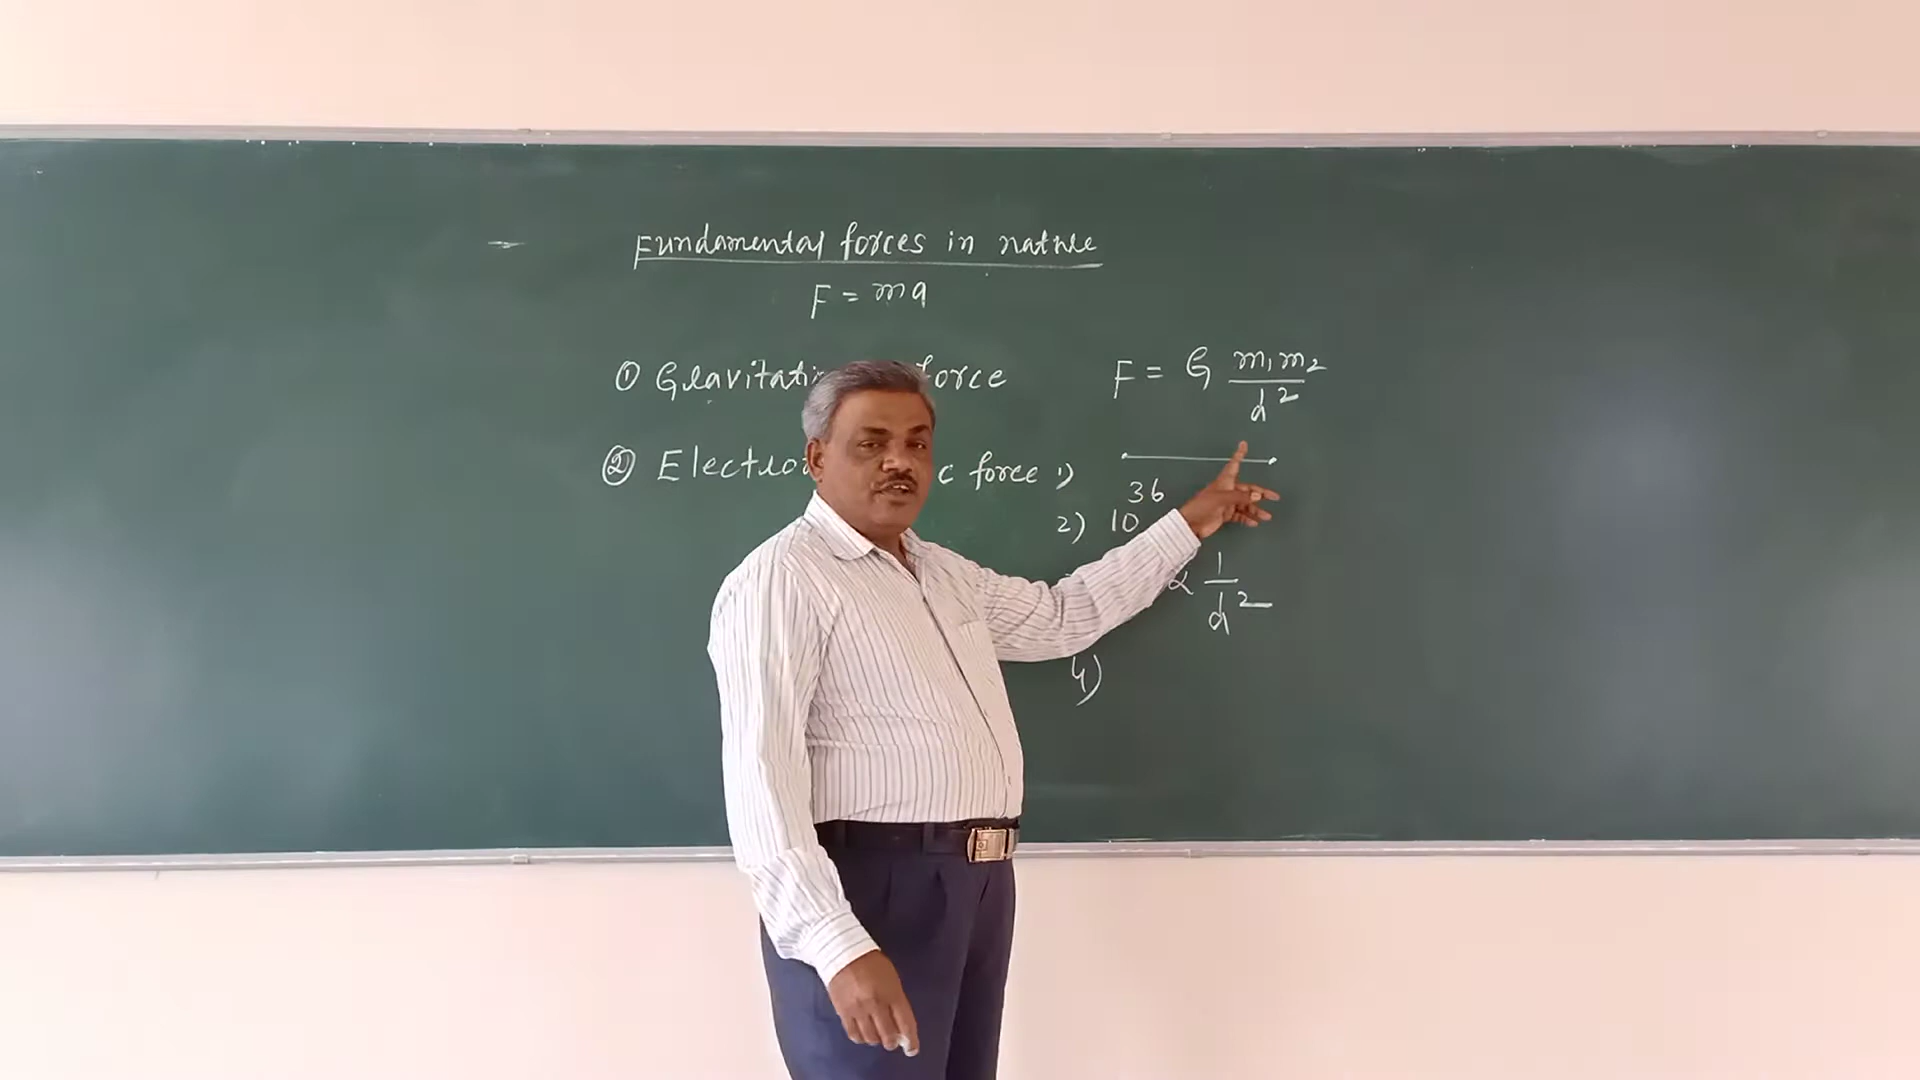 Fundamental forces in nature
F = ma
① Gravitati force
F = G m1m2 / d²
② Electro c force 1)
2) 10³⁶
∝ 1 / d²
4)